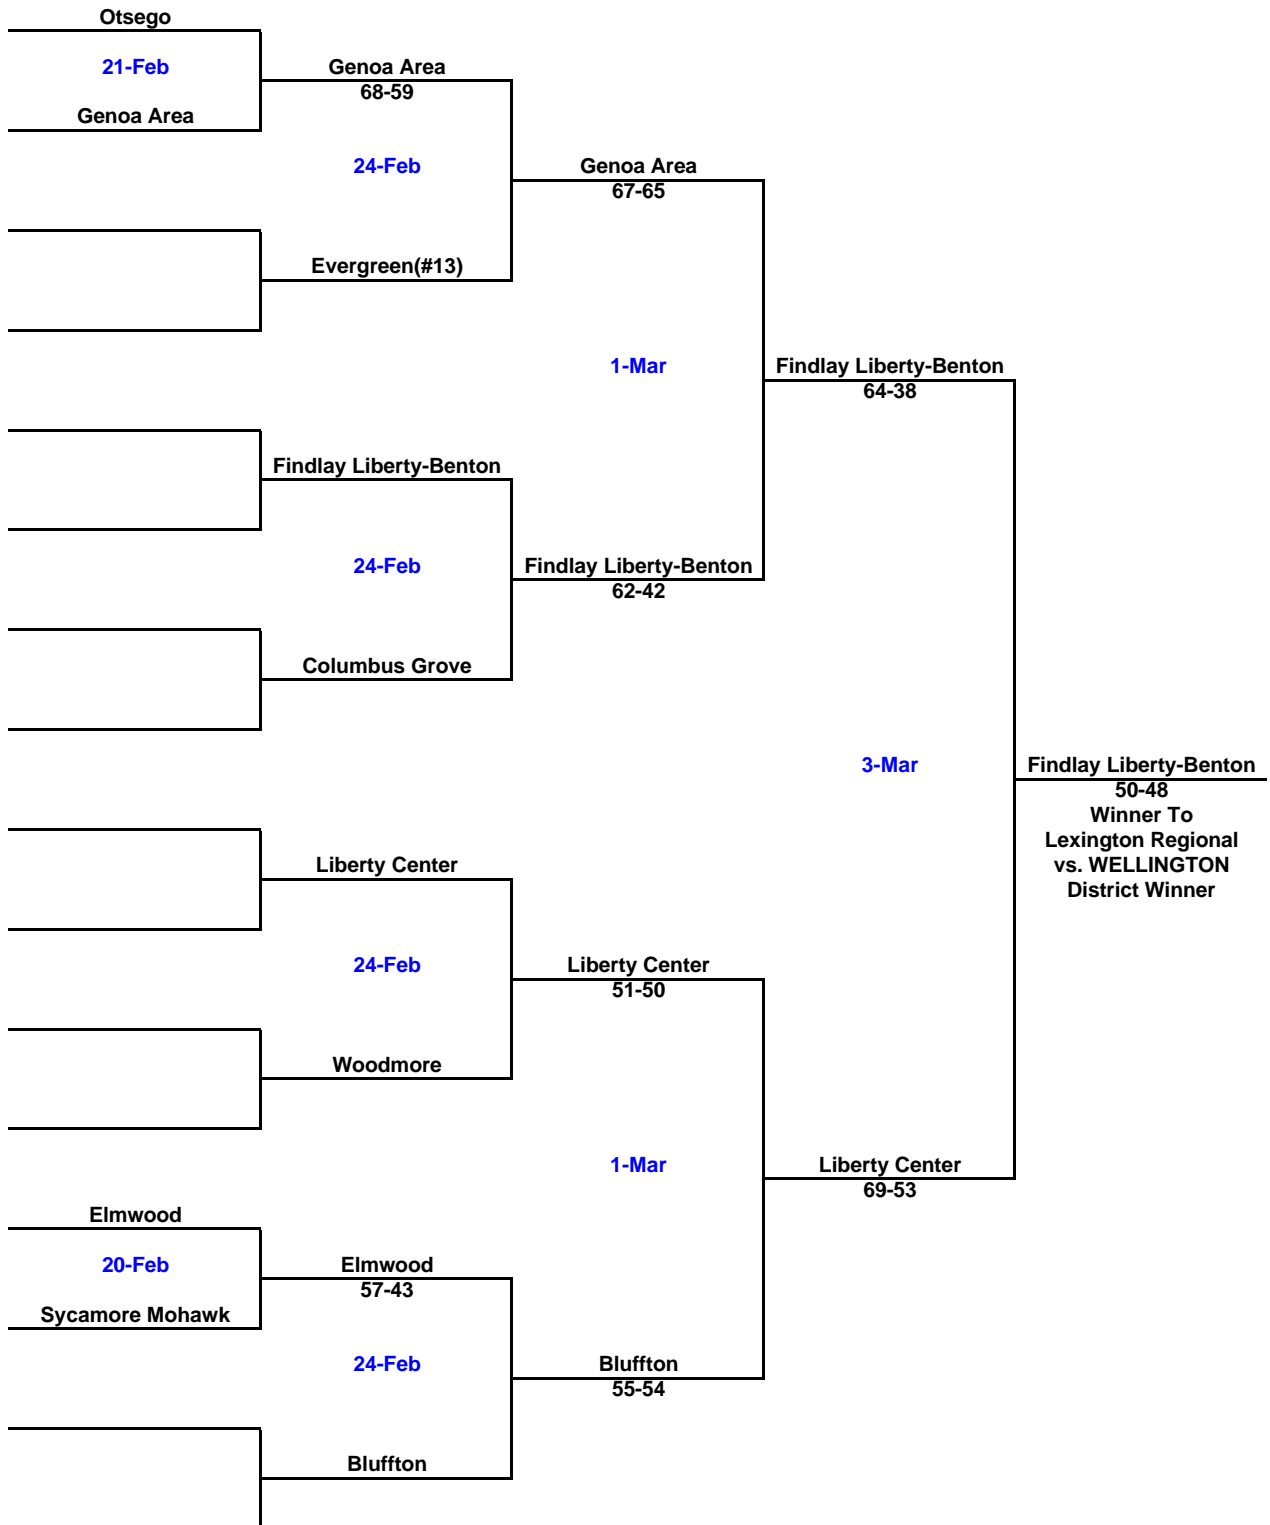 Otsego
21-Feb
Genoa Area
Genoa Area
68-59
24-Feb
Genoa Area
67-65
Evergreen(#13)
1-Mar
Findlay Liberty-Benton
64-38
Findlay Liberty-Benton
24-Feb
Findlay Liberty-Benton
62-42
Columbus Grove
3-Mar
Findlay Liberty-Benton
50-48
Winner To
Lexington Regional
vs. WELLINGTON
District Winner
Liberty Center
24-Feb
Liberty Center
51-50
Woodmore
1-Mar
Liberty Center
69-53
Elmwood
20-Feb
Elmwood
57-43
Sycamore Mohawk
24-Feb
Bluffton
55-54
Bluffton